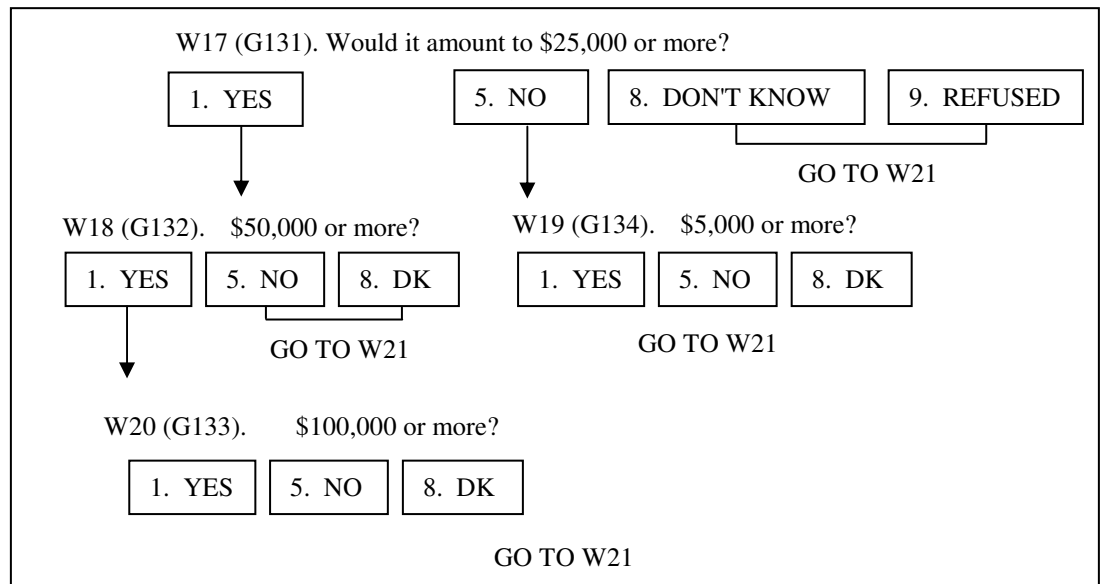 W17 (G131). Would it amount to $25,000 or more?
1. YES 5. NO 8. DON'T KNOW 9. REFUSED
GO TO W21
W18 (G132). $50,000 or more? W19 (G134). $5,000 or more?
1. YES 5. NO 8. DK 1. YES 5. NO 8. DK
GO TO W21 GO TO W21
W20 (G133). $100,000 or more?
1. YES 5. NO 8. DK
GO TO W21